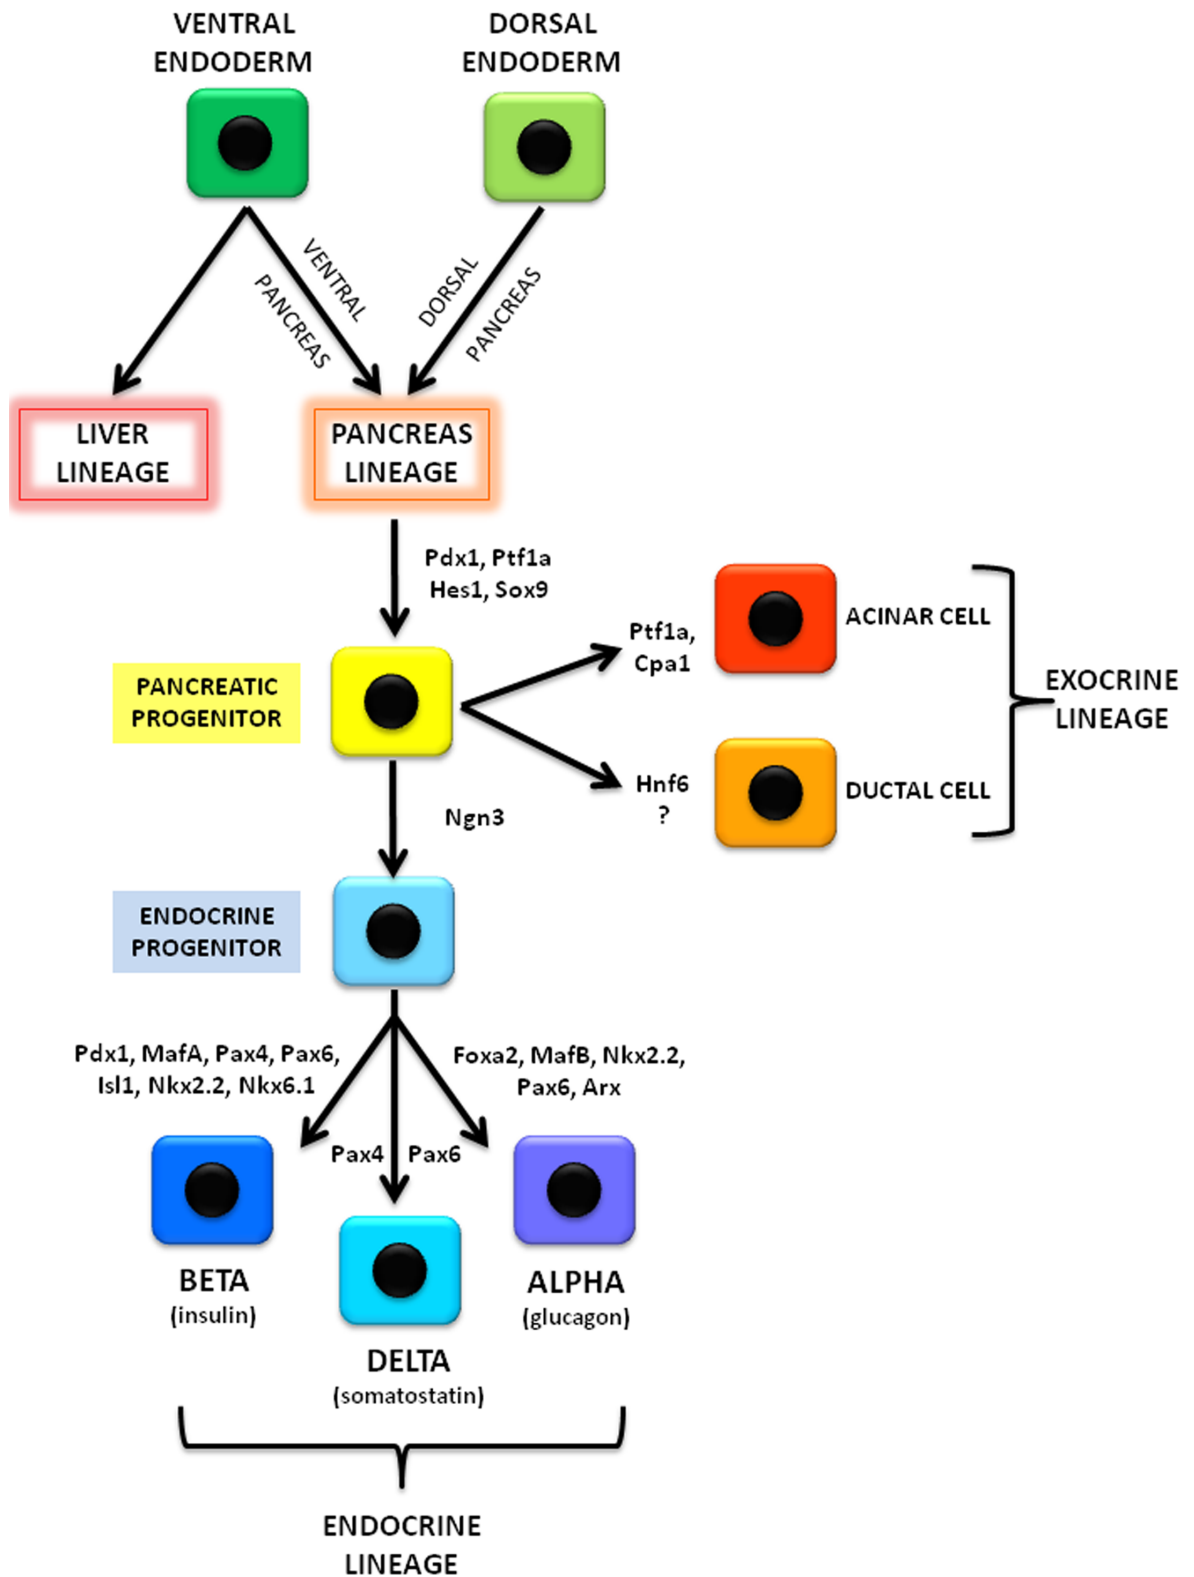 VENTRAL
ENDODERM
DORSAL
ENDODERM
VENTRAL
PANCREAS
DORSAL
PANCREAS
LIVER
LINEAGE
PANCREAS
LINEAGE
Pdx1, Ptf1a
Hes1, Sox9
PANCREATIC
PROGENITOR
Ptf1a,
Cpa1
ACINAR CELL
Hnf6
?
DUCTAL CELL
EXOCRINE
LINEAGE
Ngn3
ENDOCRINE
PROGENITOR
Pdx1, MafA, Pax4, Pax6,
Isl1, Nkx2.2, Nkx6.1
Foxa2, MafB, Nkx2.2,
Pax6, Arx
Pax4
Pax6
BETA
(insulin)
DELTA
(somatostatin)
ALPHA
(glucagon)
ENDOCRINE
LINEAGE